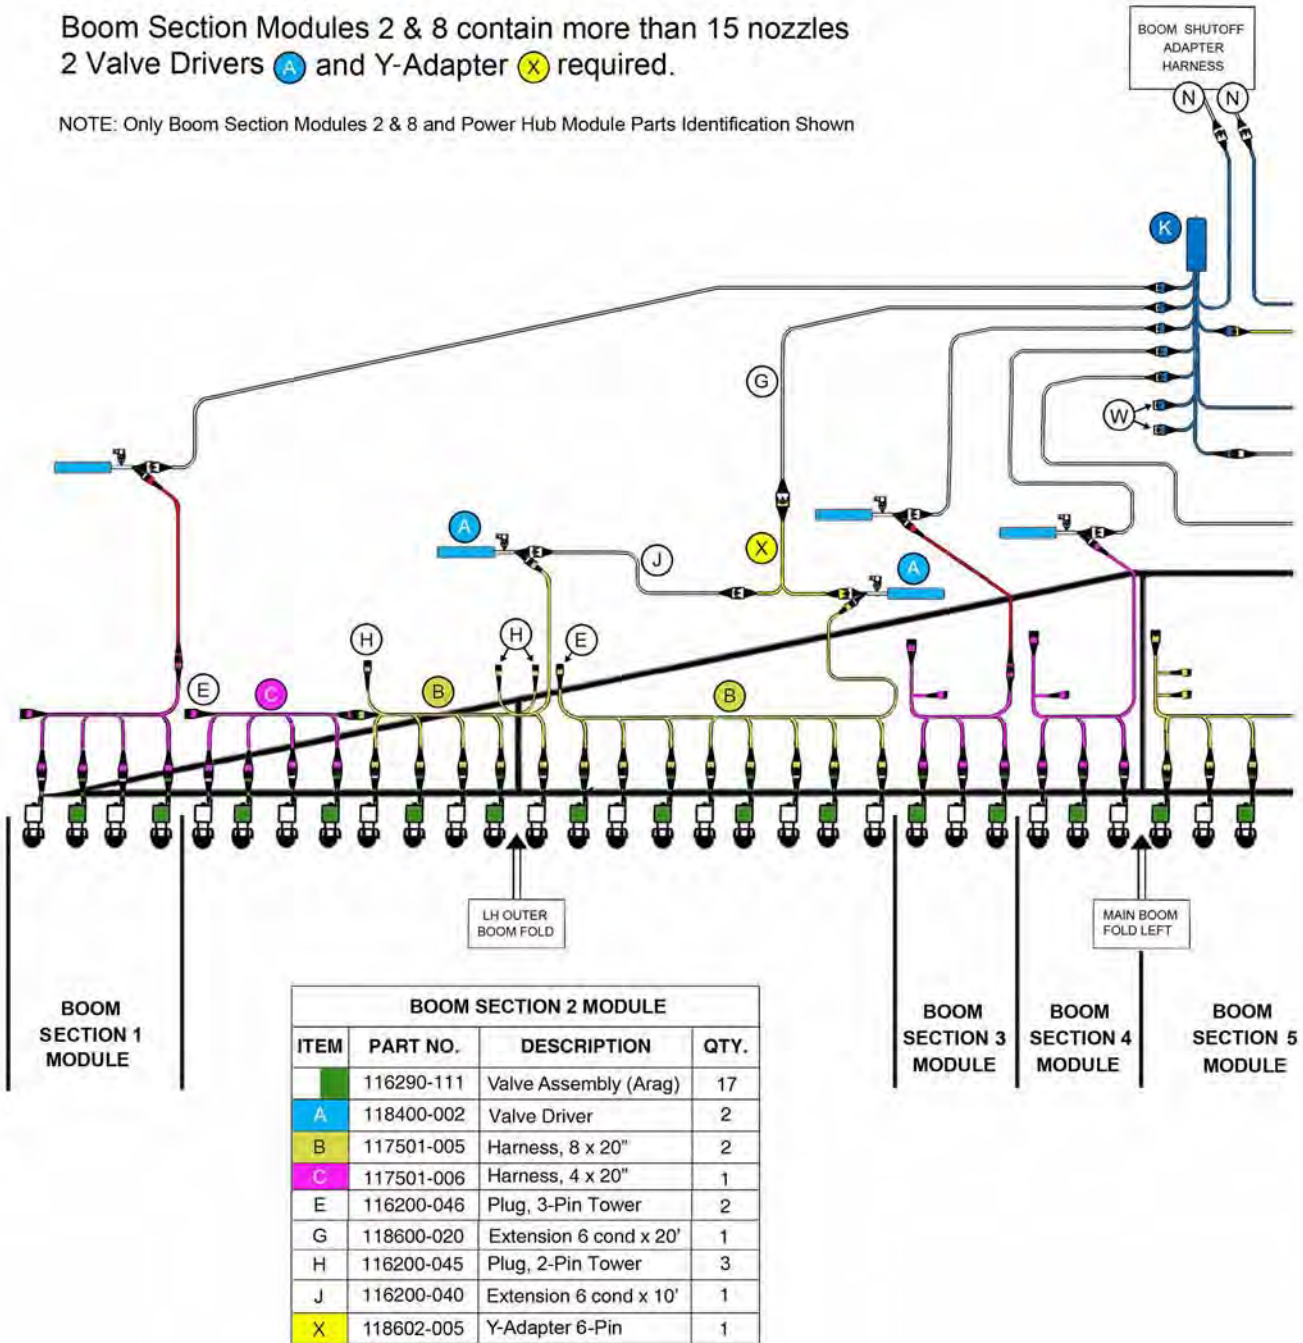 Boom Section Modules 2 & 8 contain more than 15 nozzles
2 Valve Drivers A and Y-Adapter X required.
NOTE: Only Boom Section Modules 2 & 8 and Power Hub Module Parts Identification Shown
BOOM SHUTOFF
ADAPTER
HARNESS
N N
K
G
W
A
J
X
A
H
H
E
E
C
B
B
LH OUTER
BOOM FOLD
MAIN BOOM
FOLD LEFT
BOOM
SECTION 1
MODULE
BOOM SECTION 2 MODULE
ITEM PART NO. DESCRIPTION QTY.
116290-111 Valve Assembly (Arag) 17
A 118400-002 Valve Driver 2
B 117501-005 Harness, 8 x 20" 2
C 117501-006 Harness, 4 x 20" 1
E 116200-046 Plug, 3-Pin Tower 2
G 118600-020 Extension 6 cond x 20' 1
H 116200-045 Plug, 2-Pin Tower 3
J 116200-040 Extension 6 cond x 10' 1
X 118602-005 Y-Adapter 6-Pin 1
BOOM
SECTION 3
MODULE
BOOM
SECTION 4
MODULE
BOOM
SECTION 5
MODULE